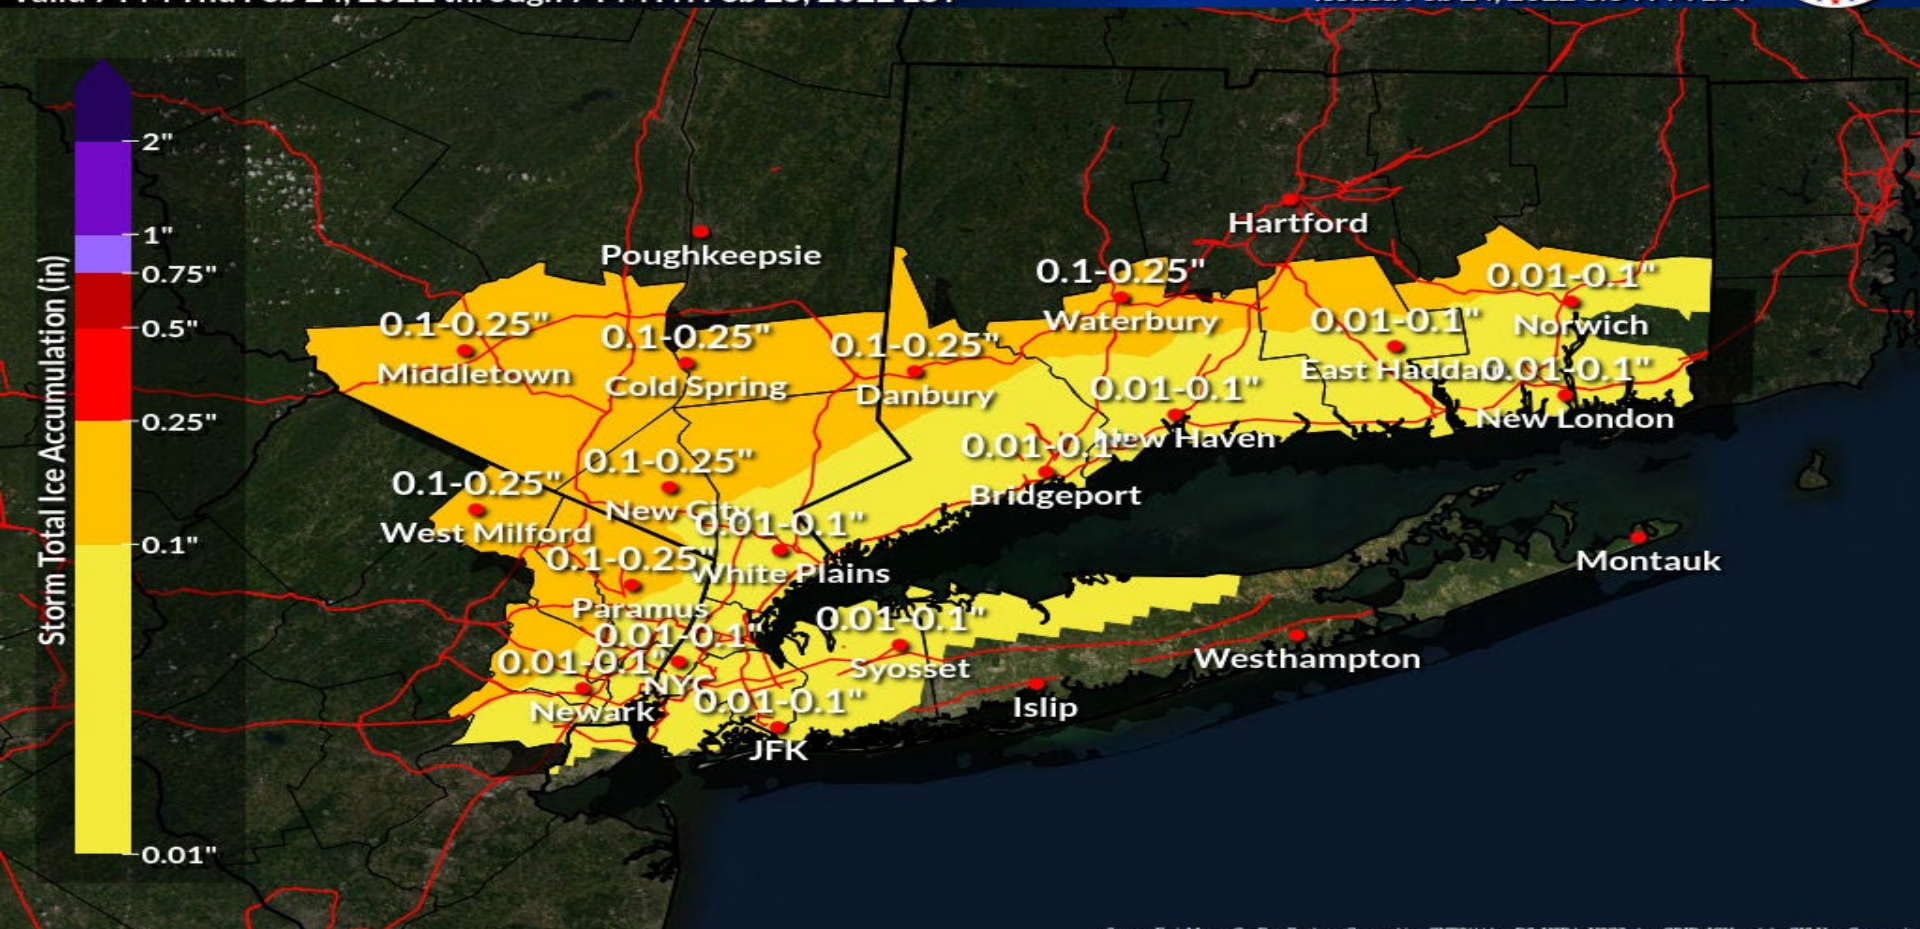 2"
1"
0.75"
0.5"
0.25"
0.1"
0.01"
Storm Total Ice Accumulation (in)
Poughkeepsie
Hartford
0.1-0.25"
Middletown
0.1-0.25"
Cold Spring
0.1-0.25"
Danbury
0.1-0.25"
Waterbury
0.01-0.1"
East Hadda
0.01-0.1"
Norwich
0.01-0.1"
New London
0.01-0.1"
New Haven
0.01-0.1"
Bridgeport
0.1-0.25"
West Milford
0.1-0.25"
New City
0.01-0.1"
White Plains
0.1-0.25"
Paramus
0.01-0.1"
NYC
0.01-0.1"
Newark
0.01-0.1"
JFK
0.01-0.1"
Syosset
Islip
Westhampton
Montauk